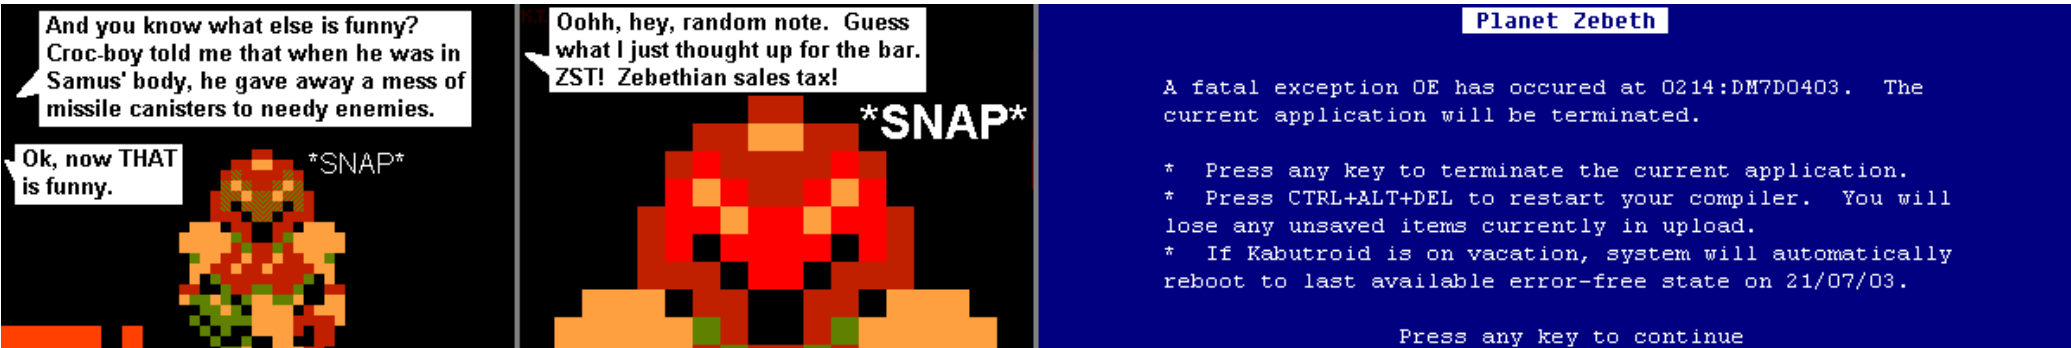 And you know what else is funny?
Croc-boy told me that when he was in
Samus' body, he gave away a mess of
missile canisters to needy enemies.
Ok, now THAT
is funny.
*SNAP*
Oohh, hey, random note.  Guess
what I just thought up for the bar.
ZST!  Zebethian sales tax!
*SNAP*
Planet Zebeth
A fatal exception OE has occured at O214:DM7D04O3.  The
current application will be terminated.
*  Press any key to terminate the current application.
*  Press CTRL+ALT+DEL to restart your compiler.  You will
lose any unsaved items currently in upload.
*  If Kabutroid is on vacation, system will automatically
reboot to last available error-free state on 21/07/03.
Press any key to continue